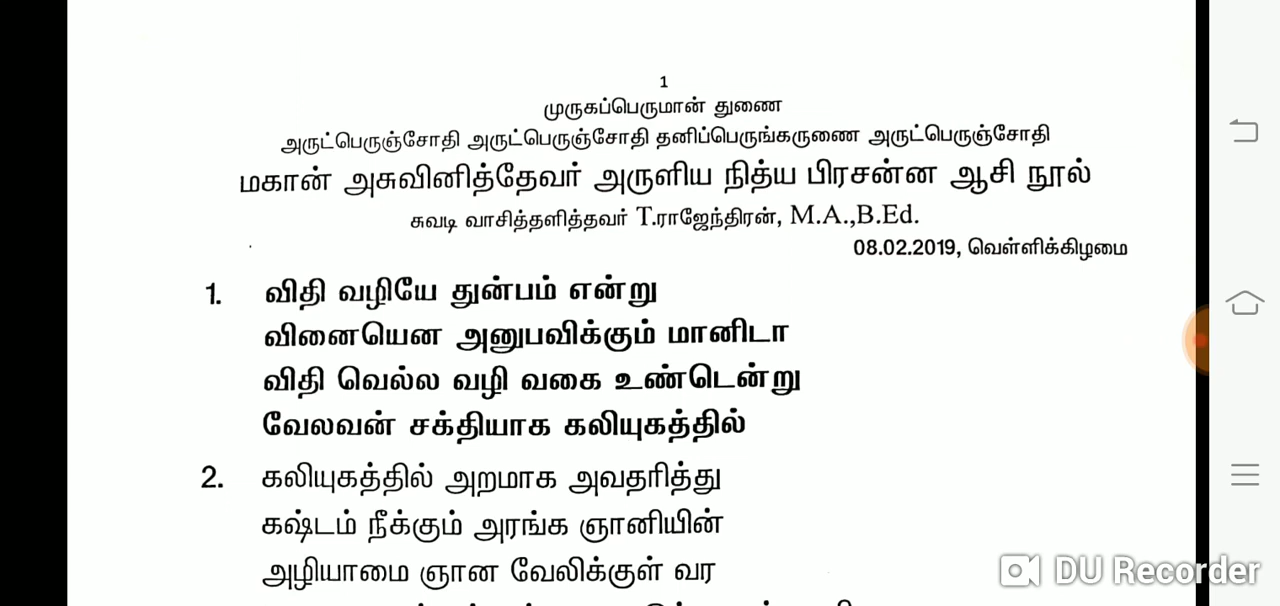 1
முருகப்பெருமான் துணை
அருட்பெருஞ்சோதி அருட்பெருஞ்சோதி தனிப்பெருங்கருணை அருட்பெருஞ்சோதி
மகான் அசுவினித்தேவர் அருளிய நித்ய பிரசன்ன ஆசி நூல்
சுவடி வாசித்தளித்தவர் T.ராஜேந்திரன், M.A.,B.Ed.
08.02.2019, வெள்ளிக்கிழமை
1. விதி வழியே துன்பம் என்று
வினையென அனுபவிக்கும் மானிடா
விதி வெல்ல வழி வகை உண்டென்று
வேலவன் சக்தியாக கலியுகத்தில்
2. கலியுகத்தில் அறமாக அவதரித்து
கஷ்டம் நீக்கும் அரங்க ஞானியின்
அழியாமை ஞான வேலிக்குள் வர
DU Recorder